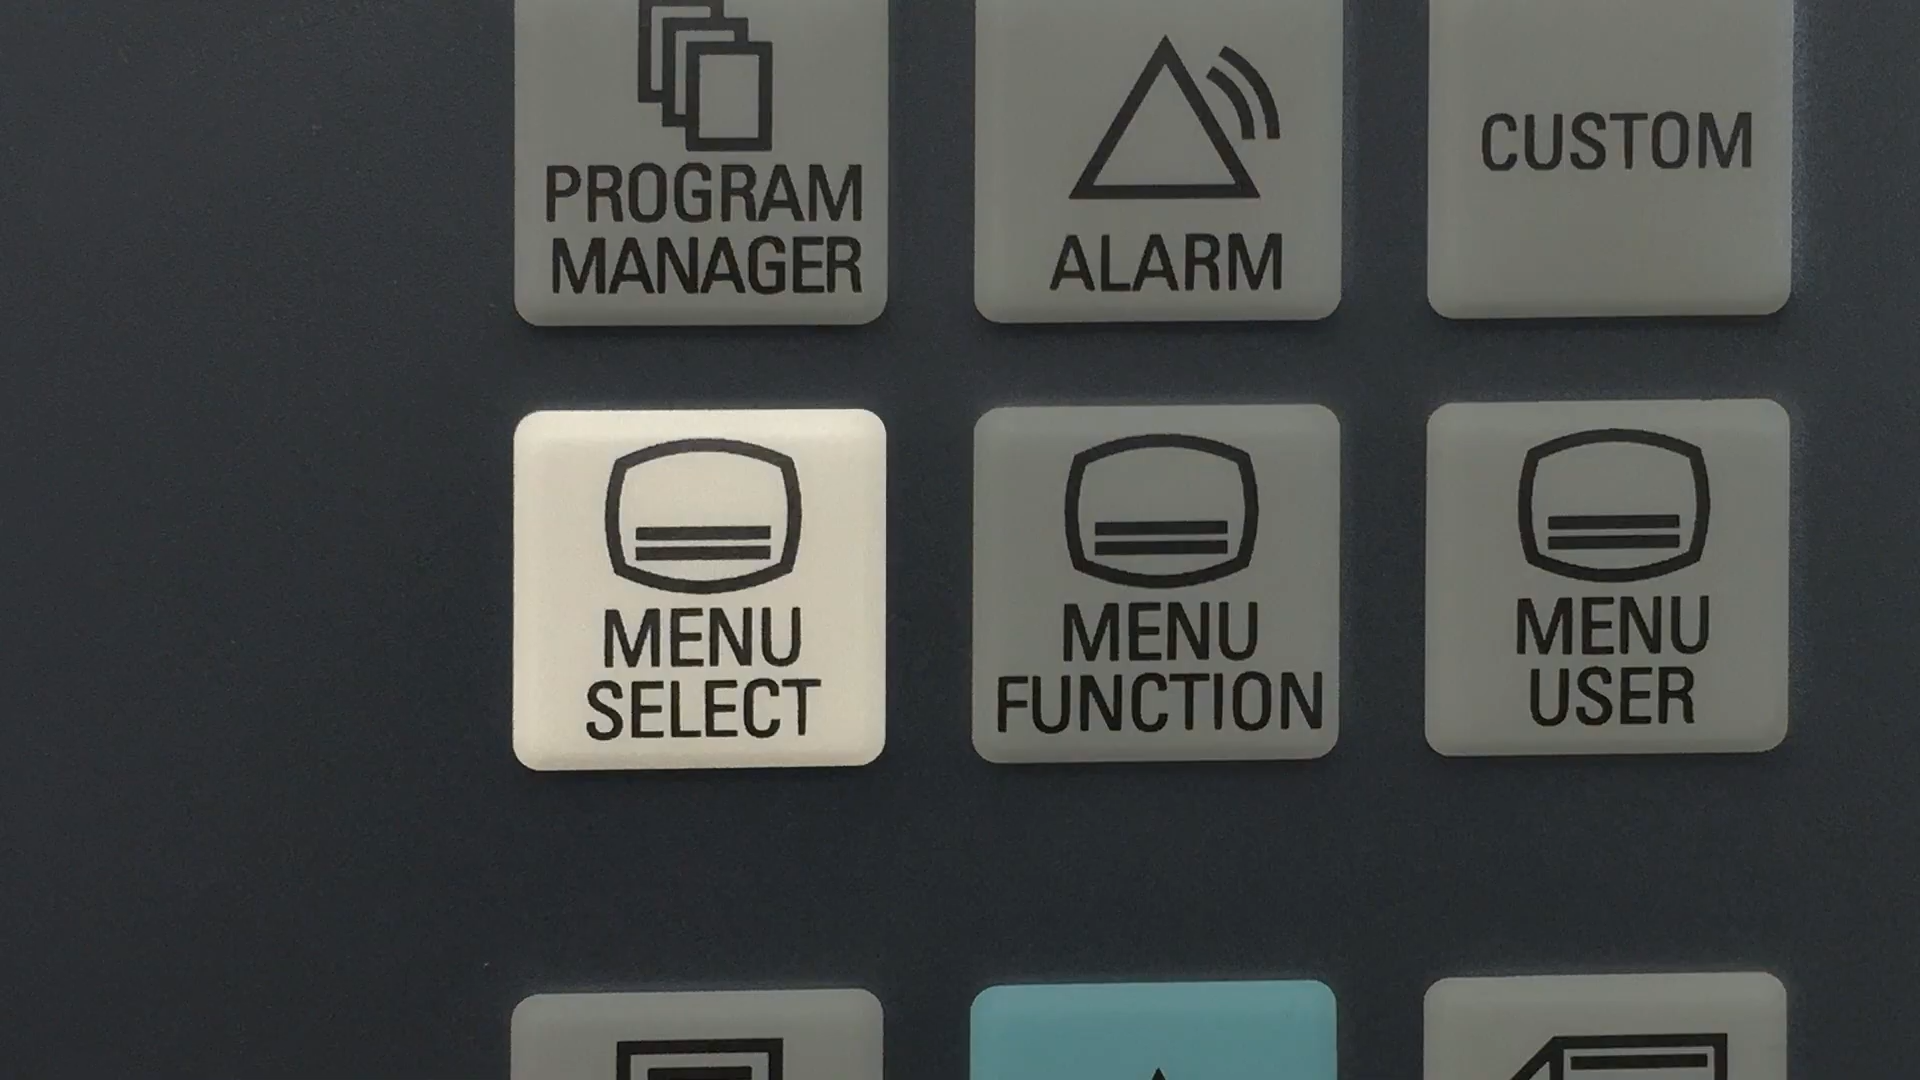 PROGRAM
MANAGER
ALARM
CUSTOM
MENU
SELECT
MENU
FUNCTION
MENU
USER